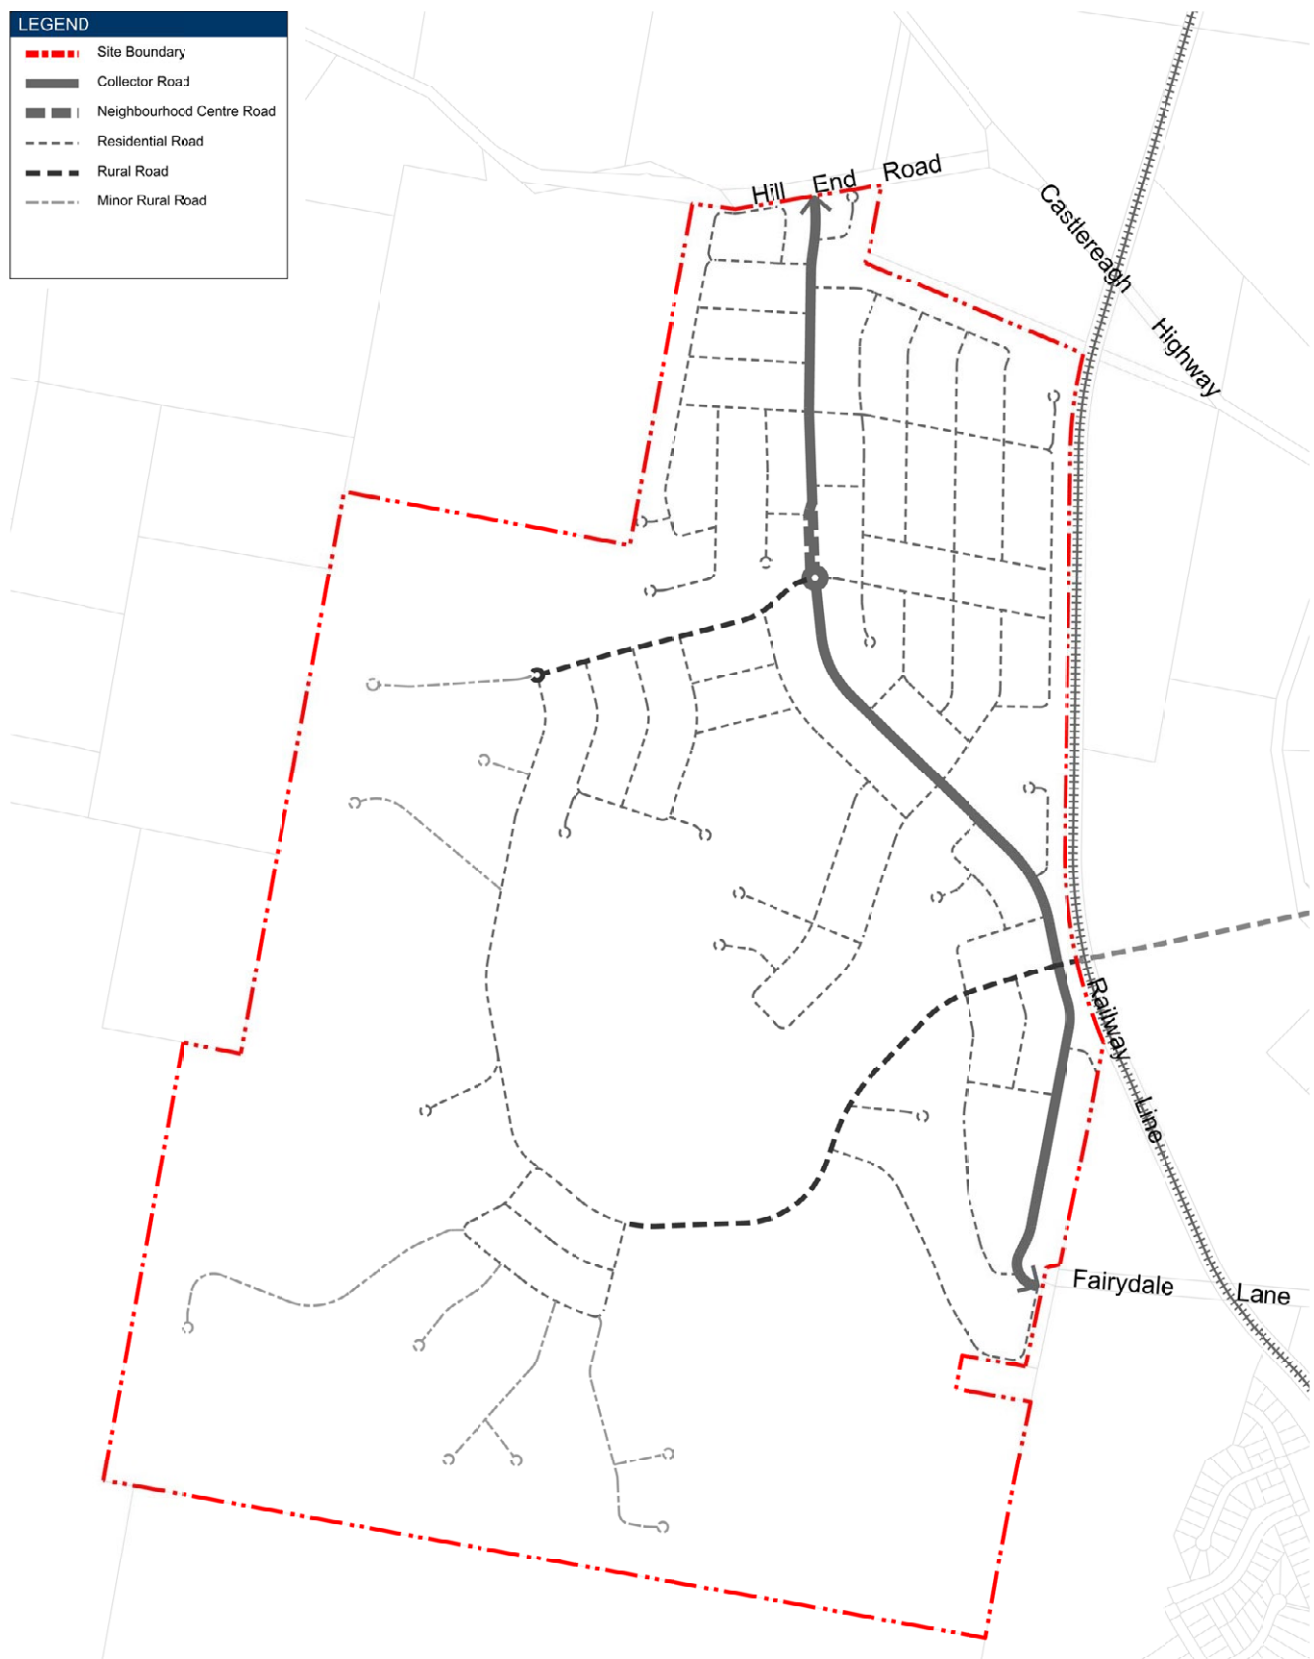 LEGEND
Site Boundary
Collector Road
Neighbourhood Centre Road
Residential Road
Rural Road
Minor Rural Road
Hill End Road
Castlereagh Highway
Railway Line
Fairydale Lane